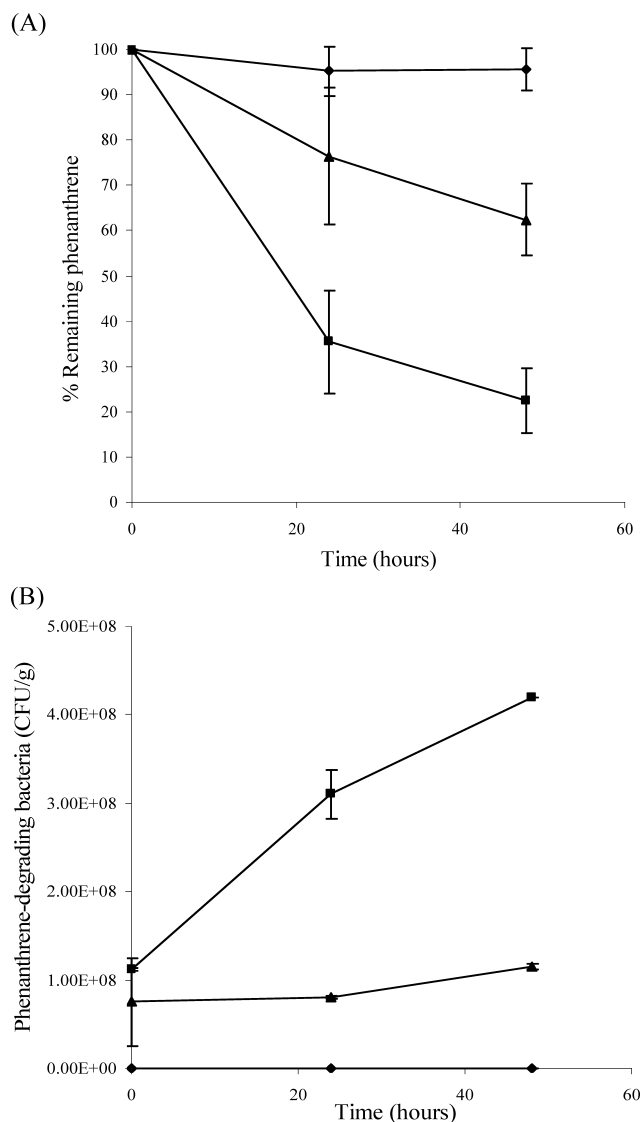 (A)
100
90
80
70
60
50
40
30
20
10
0
% Remaining phenanthrene
0 20 40 60
Time (hours)
(B)
5.00E+08
4.00E+08
3.00E+08
2.00E+08
1.00E+08
0.00E+00
Phenanthrene-degrading bacteria (CFU/g)
0 20 40 60
Time (hours)